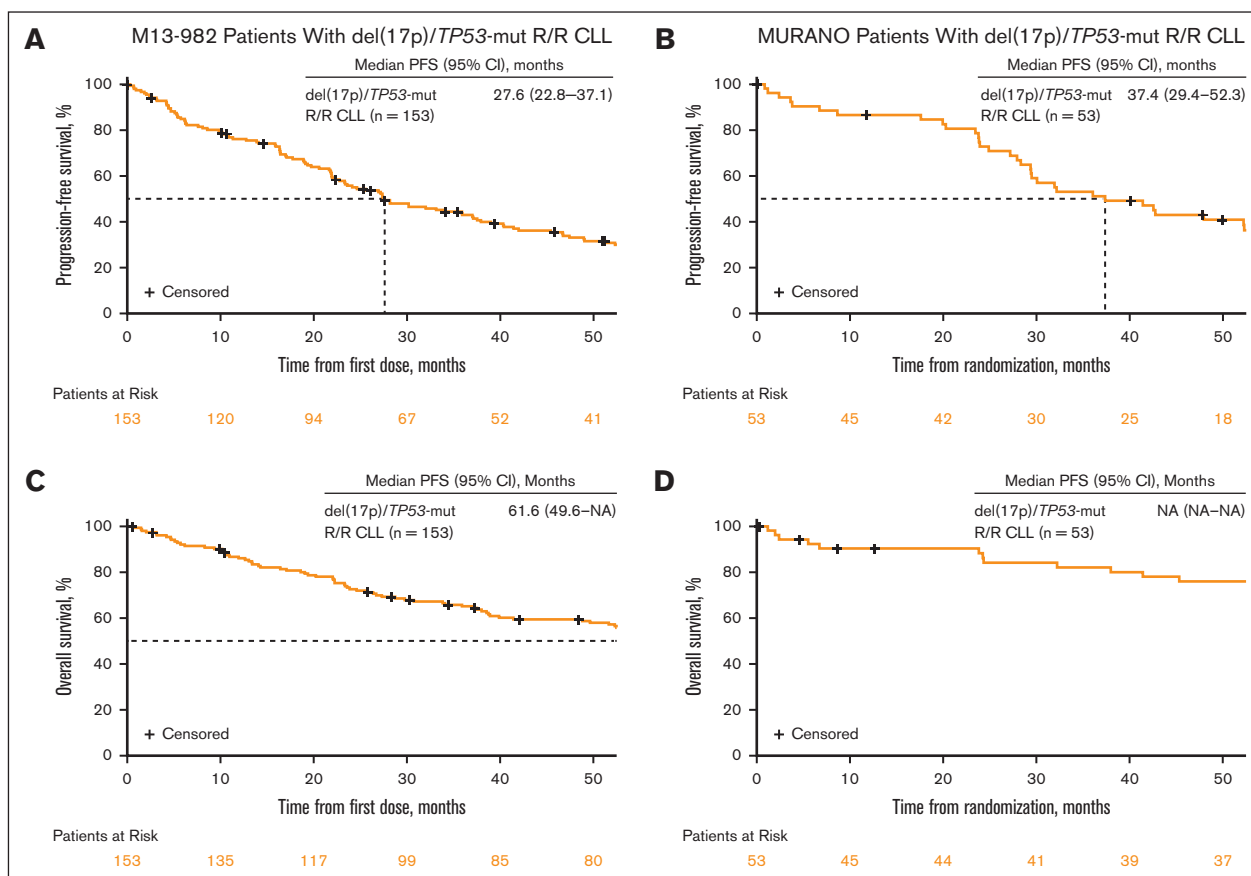 A
M13-982 Patients With del(17p)/TP53-mut R/R CLL
Median PFS (95% CI), months
del(17p)/TP53-mut 27.6 (22.8–37.1)
R/R CLL (n = 153)
100
80
60
40
20
0
Progression-free survival, %
+ Censored
0 10 20 30 40 50
Time from first dose, months
Patients at Risk
153 120 94 67 52 41
B
MURANO Patients With del(17p)/TP53-mut R/R CLL
Median PFS (95% CI), months
del(17p)/TP53-mut 37.4 (29.4–52.3)
R/R CLL (n = 53)
100
80
60
40
20
0
Progression-free survival, %
+ Censored
0 10 20 30 40 50
Time from randomization, months
Patients at Risk
53 45 42 30 25 18
C
Median PFS (95% CI), Months
del(17p)/TP53-mut 61.6 (49.6–NA)
R/R CLL (n = 153)
100
80
60
40
20
0
Overall survival, %
+ Censored
0 10 20 30 40 50
Time from first dose, months
Patients at Risk
153 135 117 99 85 80
D
Median PFS (95% CI), Months
del(17p)/TP53-mut NA (NA–NA)
R/R CLL (n = 53)
100
80
60
40
20
0
Overall survival, %
+ Censored
0 10 20 30 40 50
Time from randomization, months
Patients at Risk
53 45 44 41 39 37